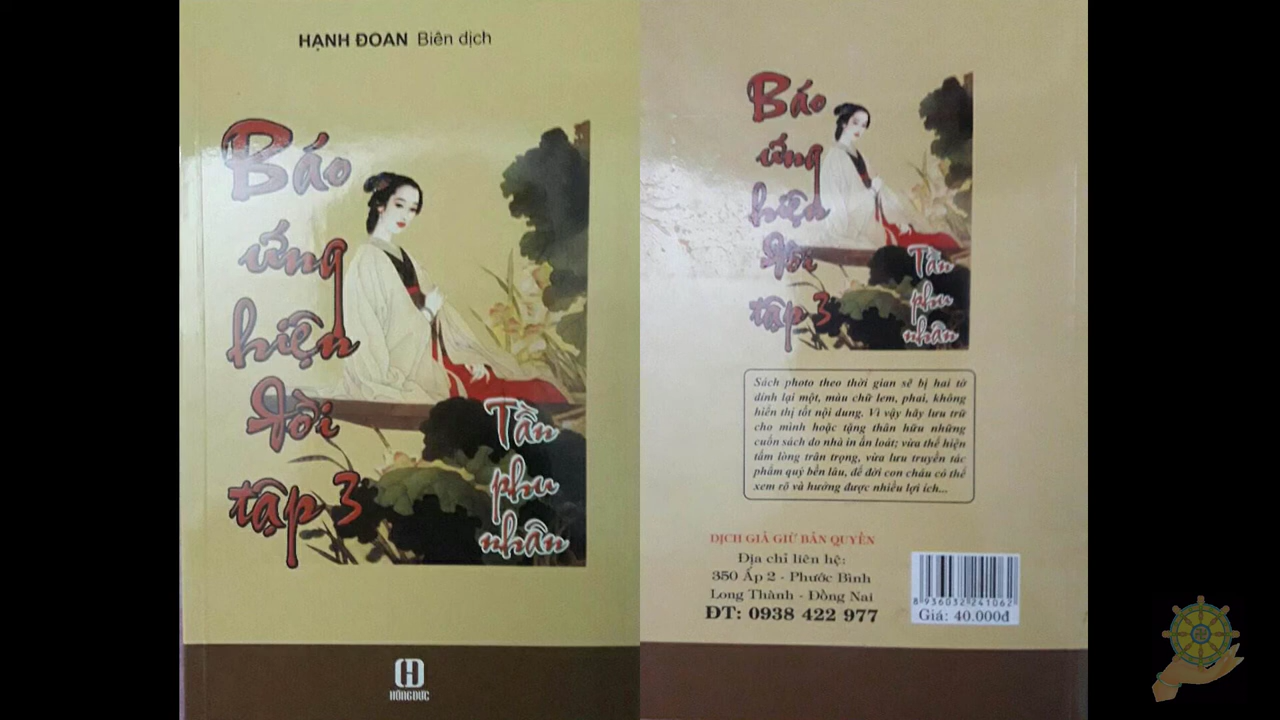 HẠNH ĐOAN Biên dịch
Báo
ứng
hiện
đời
tập 3
Tần
phu
nhân
HỒNG ĐỨC
Báo
ứng
hiện
đời
tập 3
Tần
phu
nhân
Sách photo theo thời gian sẽ bị hai tờ
dính lại một, màu chữ lem, phai, không
hiển thị tốt nội dung. Vì vậy hãy lưu trữ
cho mình hoặc tặng thân hữu những
cuốn sách do nhà in ấn loát; vừa thể hiện
tấm lòng trân trọng, vừa lưu truyền tác
phẩm quý bền lâu, để đời con cháu có thể
xem rõ và hưởng được nhiều lợi ích...
DỊCH GIẢ GIỮ BẢN QUYỀN
Địa chỉ liên hệ:
350 Ấp 2 - Phước Bình
Long Thành - Đồng Nai
ĐT: 0938 422 977
8 936032 241062
Giá: 40.000đ